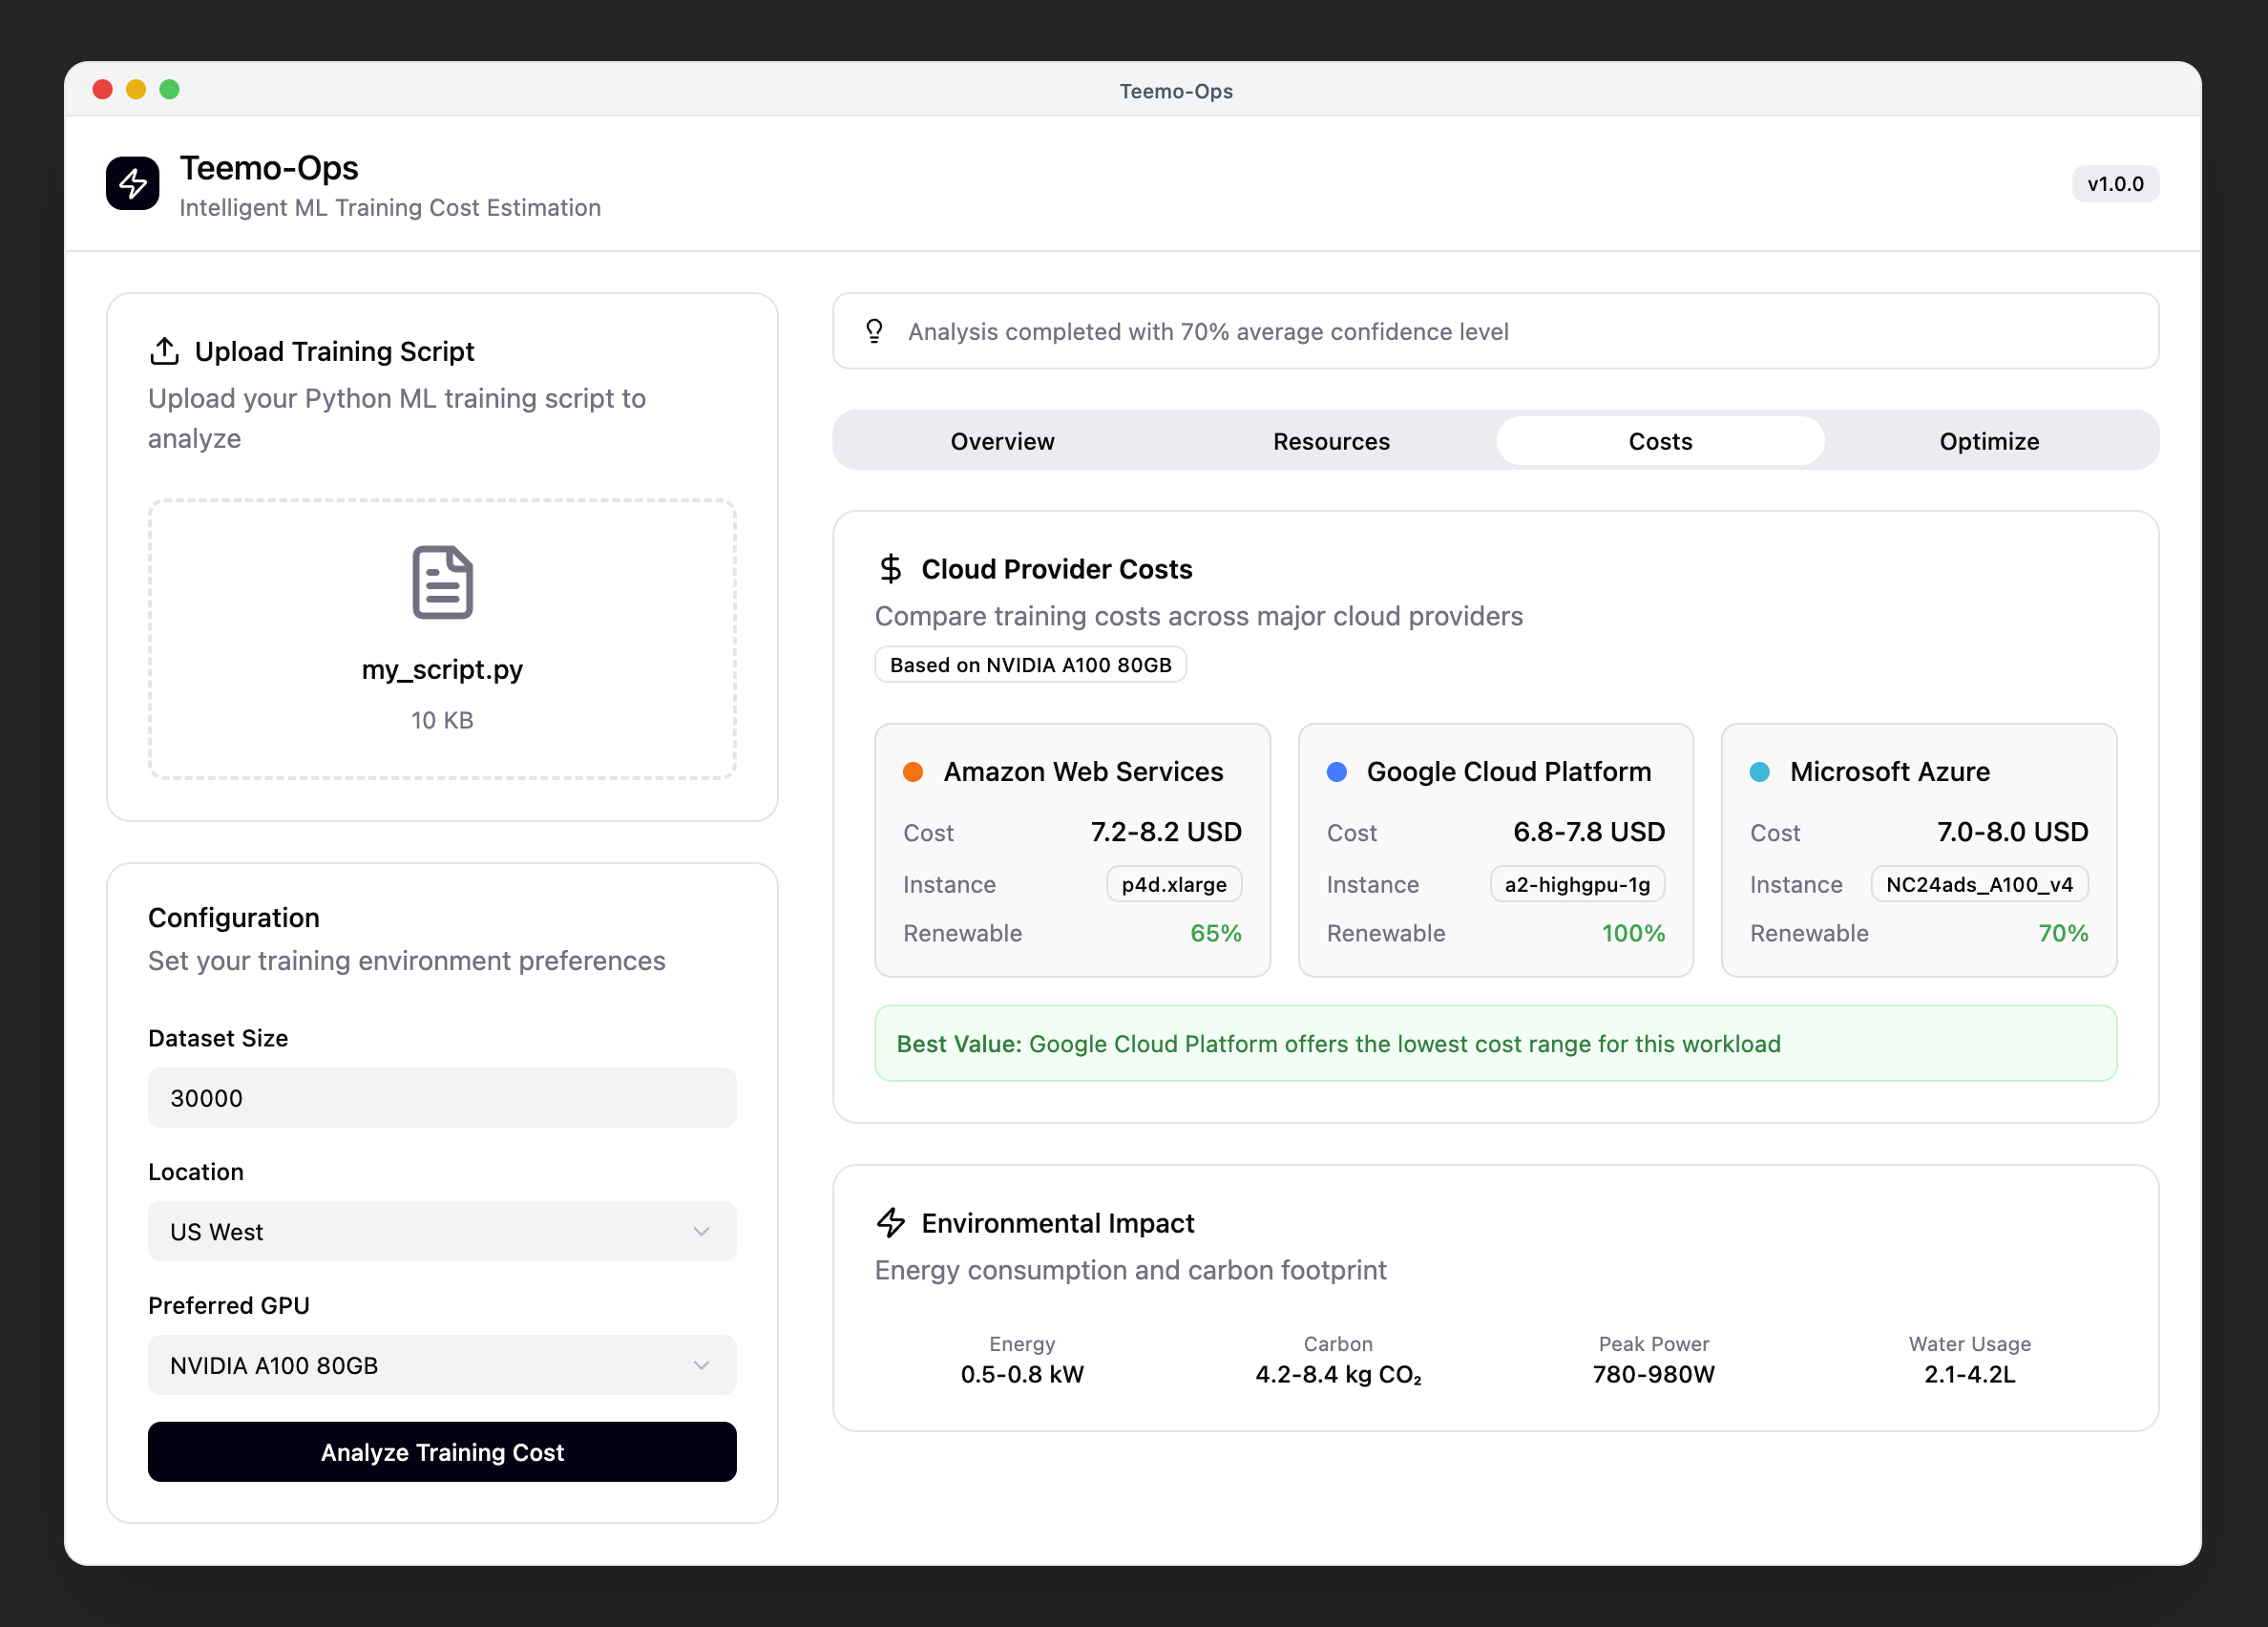 Teemo-Ops
Teemo-Ops
Intelligent ML Training Cost Estimation
v1.0.0
Upload Training Script
Upload your Python ML training script to
analyze
my_script.py
10 KB
Configuration
Set your training environment preferences
Dataset Size
30000
Location
US West
Preferred GPU
NVIDIA A100 80GB
Analyze Training Cost
Analysis completed with 70% average confidence level
Overview
Resources
Costs
Optimize
$ Cloud Provider Costs
Compare training costs across major cloud providers
Based on NVIDIA A100 80GB
Amazon Web Services
Cost 7.2-8.2 USD
Instance p4d.xlarge
Renewable 65%
Google Cloud Platform
Cost 6.8-7.8 USD
Instance a2-highgpu-1g
Renewable 100%
Microsoft Azure
Cost 7.0-8.0 USD
Instance NC24ads_A100_v4
Renewable 70%
Best Value: Google Cloud Platform offers the lowest cost range for this workload
Environmental Impact
Energy consumption and carbon footprint
Energy
0.5-0.8 kW
Carbon
4.2-8.4 kg CO₂
Peak Power
780-980W
Water Usage
2.1-4.2L